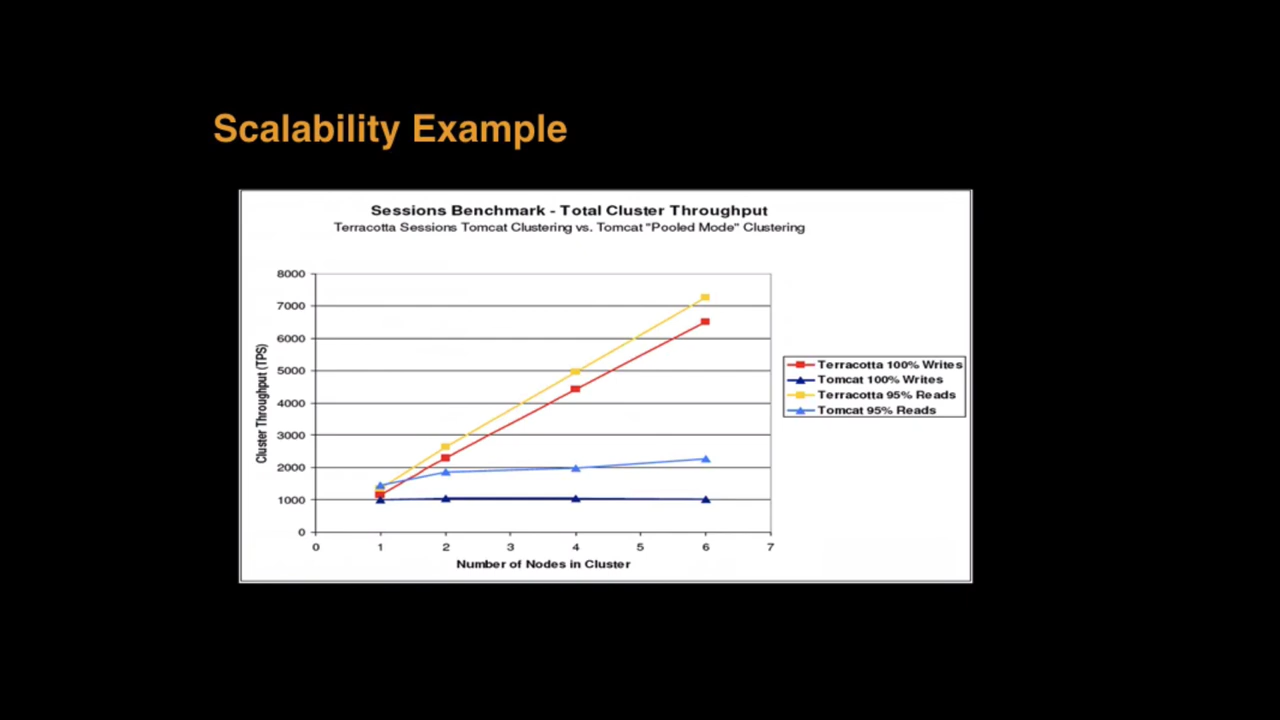 Scalability Example
Sessions Benchmark - Total Cluster Throughput
Terracotta Sessions Tomcat Clustering vs. Tomcat "Pooled Mode" Clustering
Cluster Throughput (TPS)
8000
7000
6000
5000
4000
3000
2000
1000
0
0 1 2 3 4 5 6 7
Number of Nodes in Cluster
Terracotta 100% Writes
Tomcat 100% Writes
Terracotta 95% Reads
Tomcat 95% Reads